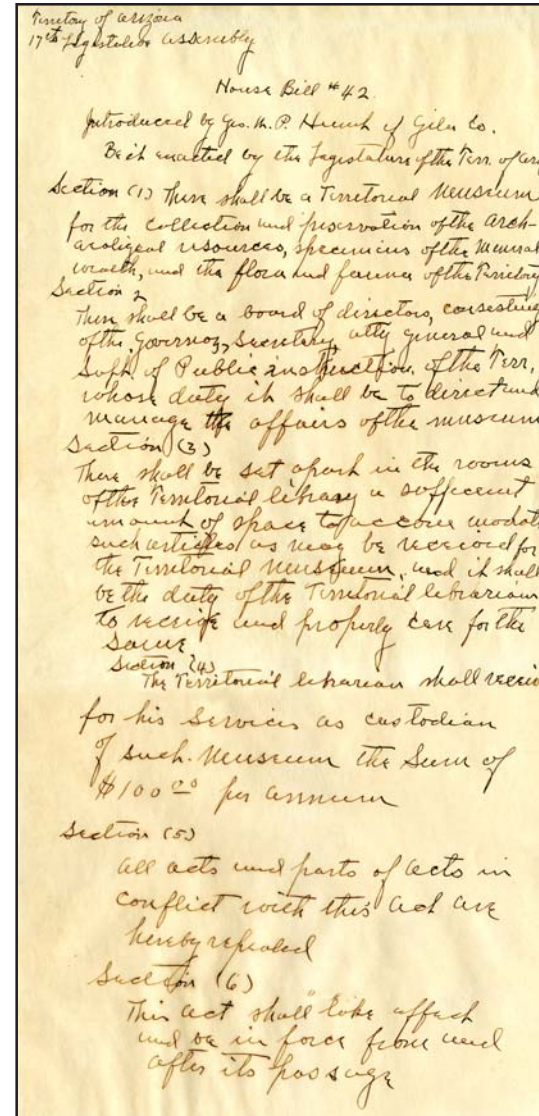 Territory of Arizona
17th Legislative Assembly
House Bill #42
Introduced by Geo. W. P. Hunt of Gila Co.
Be it enacted by the Legislature of the Terr. of Ari
Section (1) There shall be a Territorial Museum
for the collection and preservation of the arch-
aeological resources, specimens of the mineral
wealth, and the flora and fauna of the Territory
Section 2
There shall be a board of directors, consisting
of the Governor, Secretary, atty general and
Supt. of Public instruction of the Terr,
whose duty it shall be to direct and
manage the affairs of the museum
Section (3)
There shall be set apart in the rooms
of the Territorial library a sufficent
amount of space to accom modate
such articles as may be received for
the Territorial Museum, and it shall
be the duty of the Territorial librarian
to receive and properly care for the
same
Section (4)
The Territorial librarian shall receiv
for his services as custodian
of such Museum the Sum of
$100 00 per annum
Section (5)
all acts and parts of acts in
conflict with this act are
hereby repealed
Section (6)
This act shall take affect
and be in force from and
after its passage